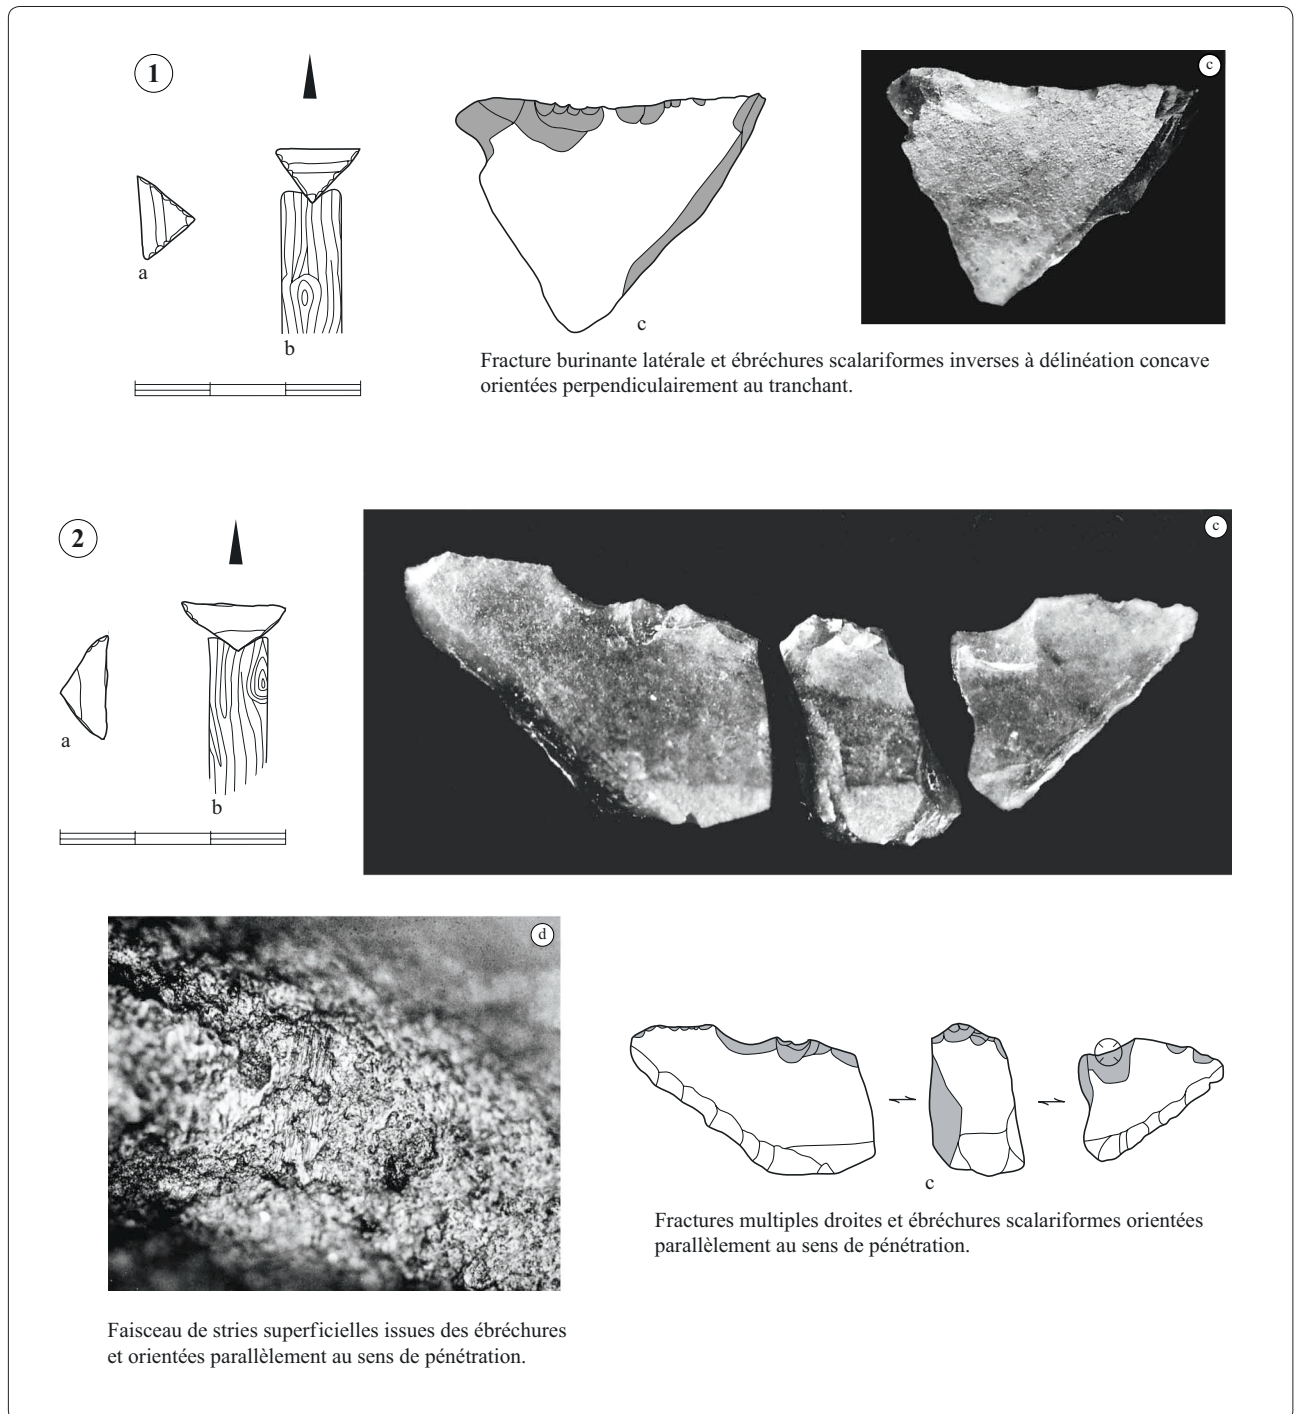 1
c
a
b
c
Fracture burinante latérale et ébréchures scalariformes inverses à délinéation concave
orientées perpendiculairement au tranchant.
2
c
a
b
d
c
Fractures multiples droites et ébréchures scalariformes orientées
parallèlement au sens de pénétration.
Faisceau de stries superficielles issues des ébréchures
et orientées parallèlement au sens de pénétration.